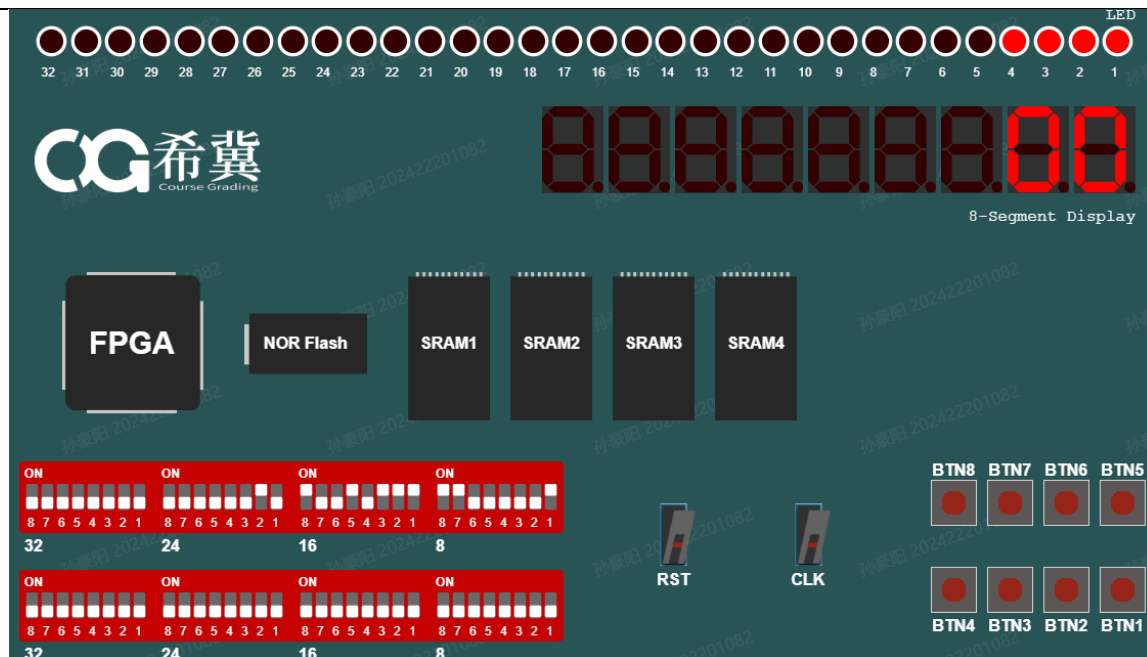 LED
32 31 30 29 28 27 26 25 24 23 22 21 20 19 18 17 16 15 14 13 12 11 10 9 8 7 6 5 4 3 2 1
希冀
Course Grading
00
8-Segment Display
FPGA
NOR Flash
SRAM1 SRAM2 SRAM3 SRAM4
孙豪阳 202422201082
BTN8 BTN7 BTN6 BTN5
ON ON ON ON
8 7 6 5 4 3 2 1 8 7 6 5 4 3 2 1 8 7 6 5 4 3 2 1 8 7 6 5 4 3 2 1
32 24 16 8
RST CLK
ON ON ON ON
8 7 6 5 4 3 2 1 8 7 6 5 4 3 2 1 8 7 6 5 4 3 2 1 8 7 6 5 4 3 2 1
BTN4 BTN3 BTN2 BTN1
32 24 16 8